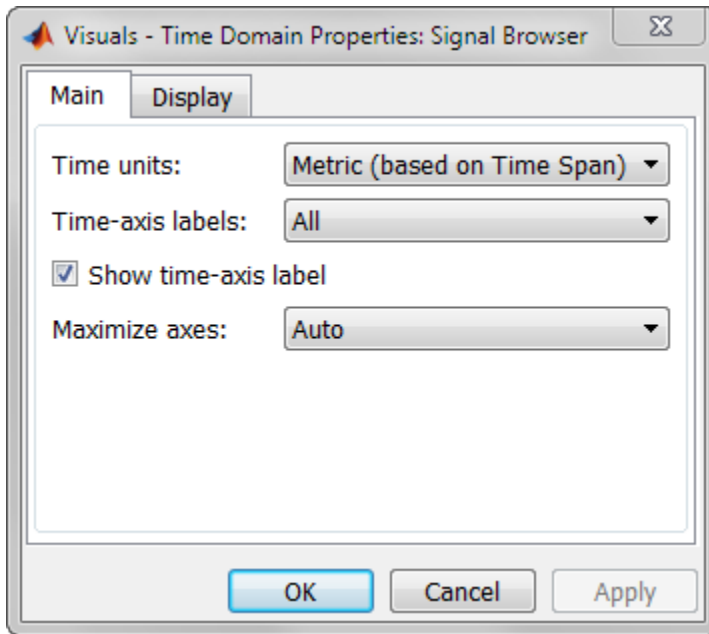 Visuals - Time Domain Properties: Signal Browser
Main Display
Time units: Metric (based on Time Span)
Time-axis labels: All
Show time-axis label
Maximize axes: Auto
OK Cancel Apply